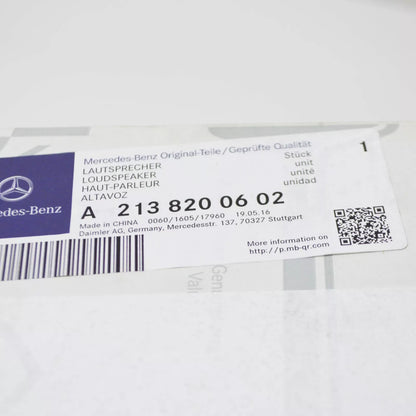 Mercedes-Benz Original-Teile/Geprüfte Qualität
LAUTSPRECHER Stück 1
LOUDSPEAKER unit
HAUT-PARLEUR unité
ALTAVOZ unidad
A 213 820 06 02
Made in CHINA 0060/1605/17960 19.05.16
Daimler AG, Germany, Mercedesstr. 137, 70327 Stuttgart
More information on
http://p.mb-qr.com
edes-Benz
Genu